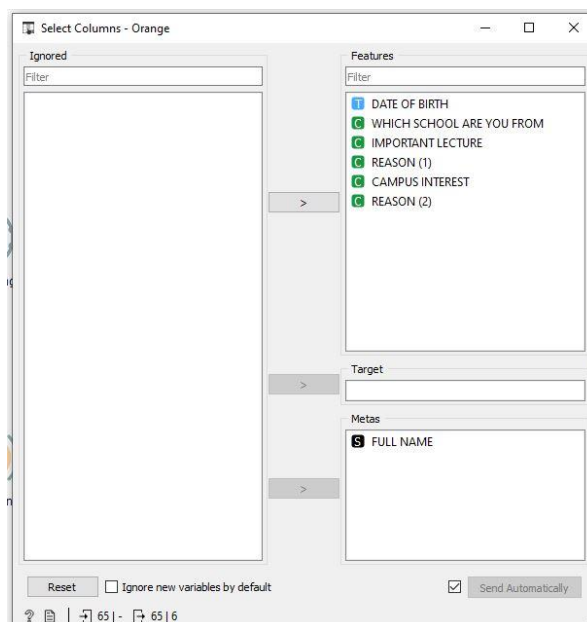 Select Columns - Orange
Ignored
Filter
Features
Filter
T DATE OF BIRTH
C WHICH SCHOOL ARE YOU FROM
C IMPORTANT LECTURE
C REASON (1)
C CAMPUS INTEREST
C REASON (2)
>
Target
>
Metas
S FULL NAME
>
Reset
Ignore new variables by default
Send Automatically
? 65 | - 65 | 6